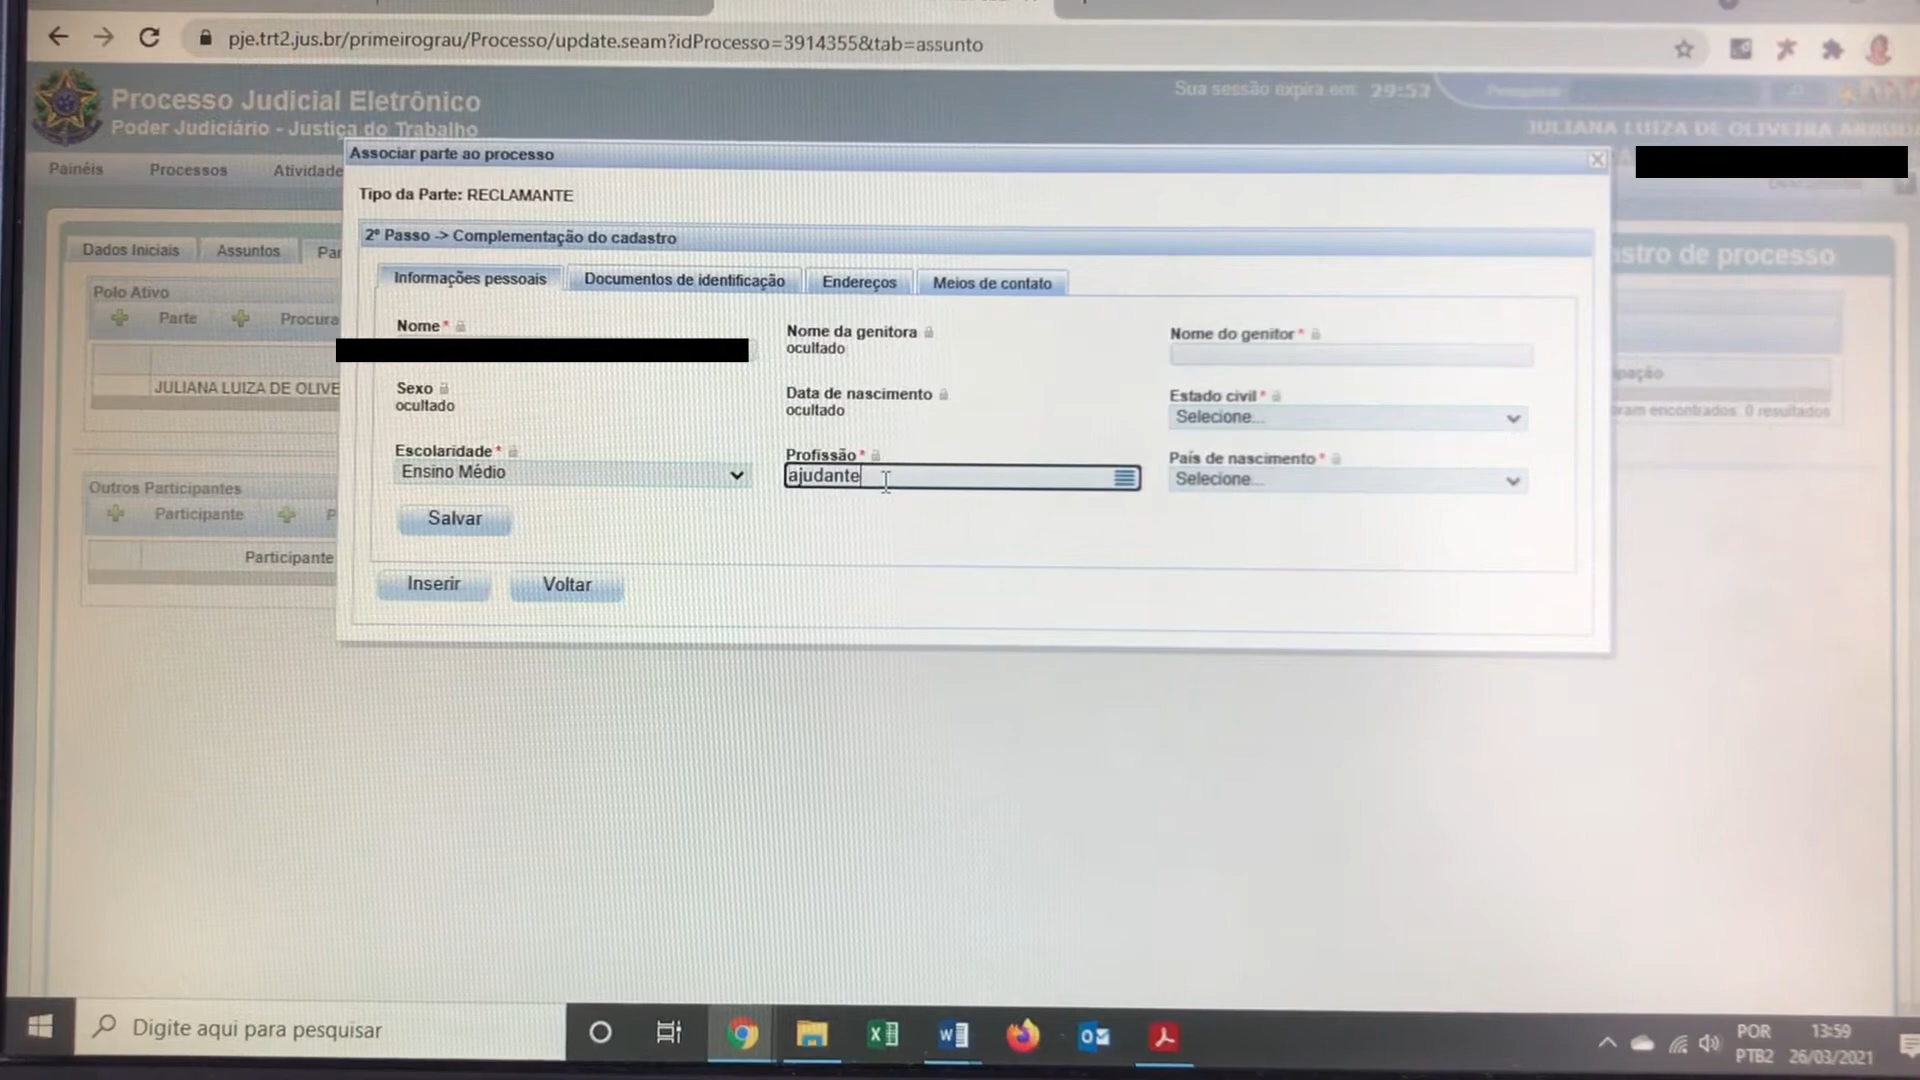 pje.trt2.jus.br/primeirograu/Processo/update.seam?idProcesso=3914355&tab=assunto
Processo Judicial Eletrônico
Poder Judiciário - Justiça do Trabalho
Sua sessão expira em: 29:52
JULIANA LUIZA DE OLIVEIRA ARRUDA
Painéis Processos Atividade
Associar parte ao processo
Tipo da Parte: RECLAMANTE
2º Passo -> Complementação do cadastro
Dados Iniciais Assuntos Par
stro de processo
Informações pessoais Documentos de identificação Endereços Meios de contato
Polo Ativo
Parte Procura
Nome * Nome da genitora Nome do genitor *
ocultado
Sexo Data de nascimento Estado civil *
ocultado ocultado Selecione...
JULIANA LUIZA DE OLIVE
pação
ram encontrados: 0 resultados
Escolaridade * Profissão * País de nascimento *
Ensino Médio ajudante Selecione...
Outros Participantes
Participante P
Salvar
Participante
Inserir Voltar
Digite aqui para pesquisar
POR 13:59
PTB2 26/03/2021